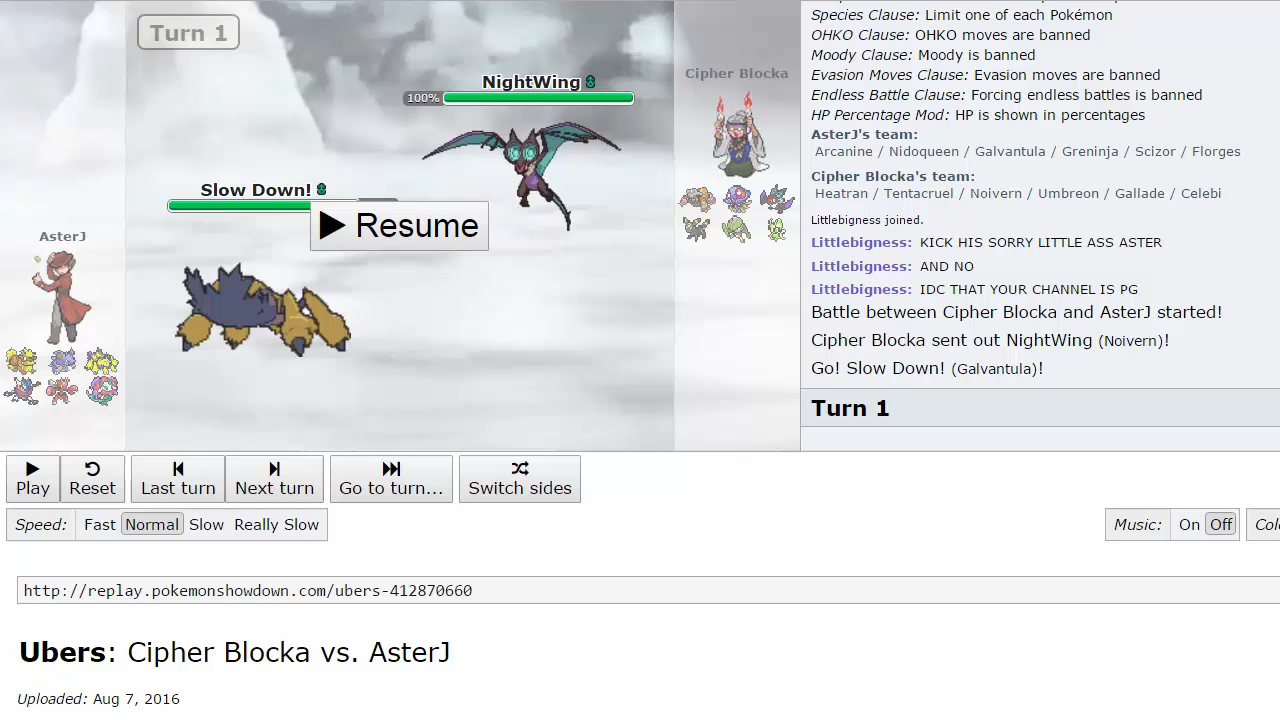 Turn 1
NightWing
100%
Slow Down!
Resume
AsterJ
Cipher Blocka
Species Clause: Limit one of each Pokémon
OHKO Clause: OHKO moves are banned
Moody Clause: Moody is banned
Evasion Moves Clause: Evasion moves are banned
Endless Battle Clause: Forcing endless battles is banned
HP Percentage Mod: HP is shown in percentages
AsterJ's team:
Arcanine / Nidoqueen / Galvantula / Greninja / Scizor / Florges
Cipher Blocka's team:
Heatran / Tentacruel / Noivern / Umbreon / Gallade / Celebi
Littlebigness joined.
Littlebigness: KICK HIS SORRY LITTLE ASS ASTER
Littlebigness: AND NO
Littlebigness: IDC THAT YOUR CHANNEL IS PG
Battle between Cipher Blocka and AsterJ started!
Cipher Blocka sent out NightWing (Noivern)!
Go! Slow Down! (Galvantula)!
Turn 1
Play Reset Last turn Next turn Go to turn... Switch sides
Speed: Fast Normal Slow Really Slow Music: On Off
http://replay.pokemonshowdown.com/ubers-412870660
Ubers: Cipher Blocka vs. AsterJ
Uploaded: Aug 7, 2016